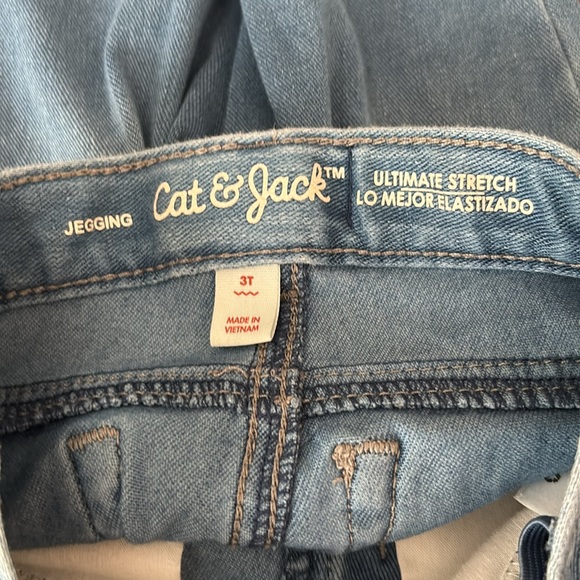 JEGGING
Cat & Jack™
ULTIMATE STRETCH
LO MEJOR ELASTIZADO
3T
MADE IN
VIETNAM